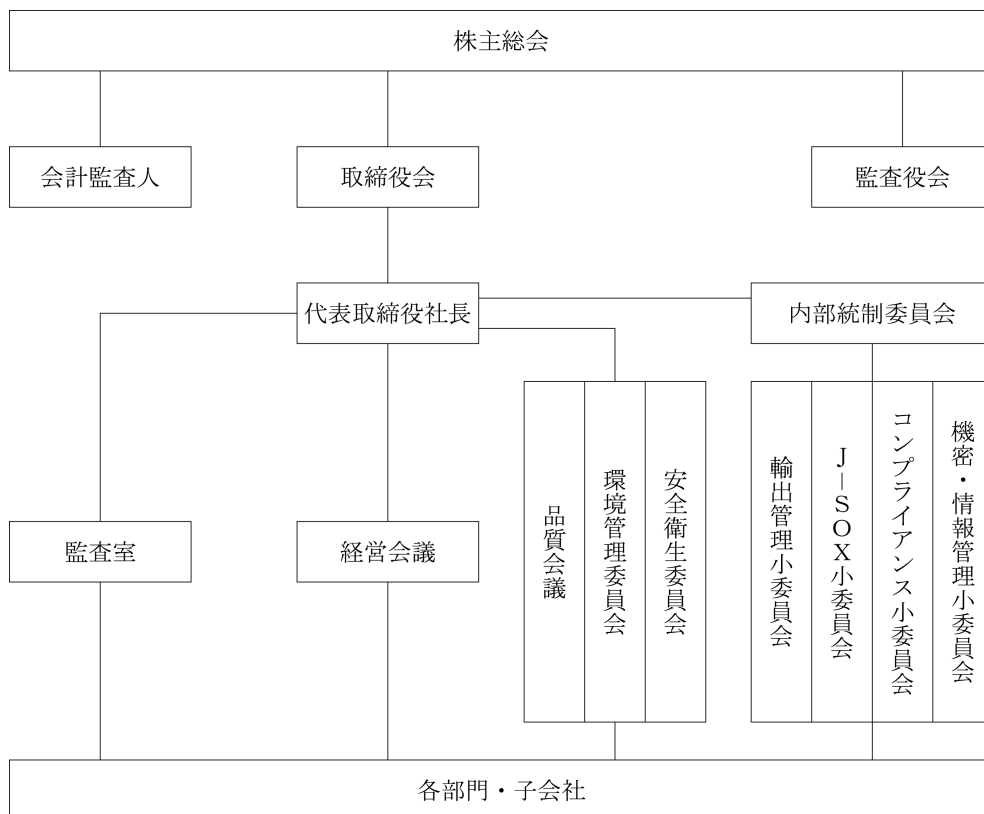 株主総会
会計監査人
取締役会
監査役会
代表取締役社長
内部統制委員会
品質会議
環境管理委員会
安全衛生委員会
輸出管理小委員会
J－SOX小委員会
コンプライアンス小委員会
機密・情報管理小委員会
監査室
経営会議
各部門・子会社